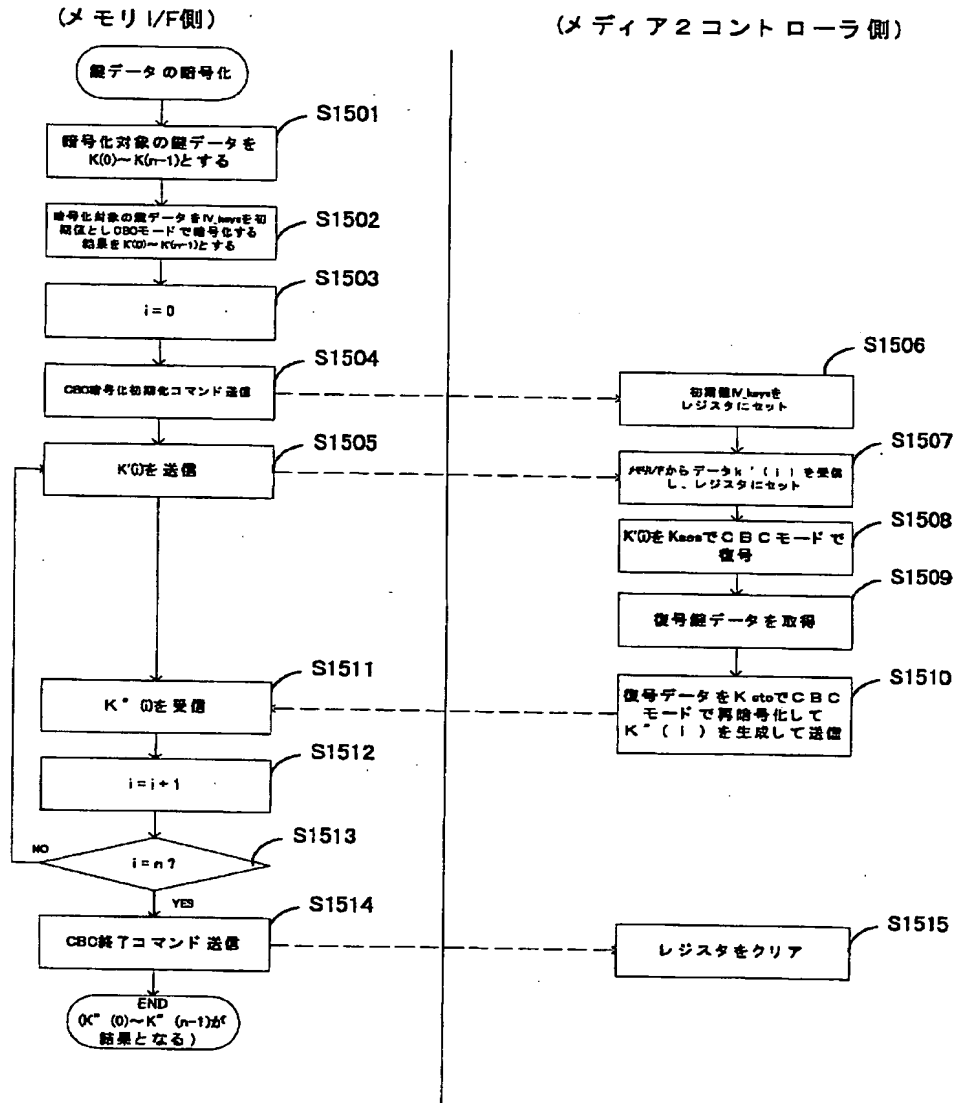 (メモリI/F側)
(メディア2コントローラ側)
鍵データの暗号化
S1501
暗号化対象の鍵データを
K(0)~K(n-1)とする
S1502
暗号化対象の鍵データをIV_keysを初
期値としCBCモードで暗号化する
結果をK'(0)~K'(n-1)とする
S1503
i=0
S1504
CBC暗号化初期化コマンド送信
S1506
初期値IV_keysを
レジスタにセット
S1505
K'(i)を送信
S1507
メモリI/Fからデータk'(i)を受信
し、レジスタにセット
S1508
K'(i)をKsesでCBCモードで
復号
S1509
復号鍵データを取得
S1510
復号データをKstoでCBC
モードで再暗号化して
K"(i)を生成して送信
S1511
K"(i)を受信
S1512
i=i+1
S1513
i=n?
NO
YES
S1514
CBC終了コマンド送信
S1515
レジスタをクリア
END
(K"(0)~K"(n-1)が
結果となる)